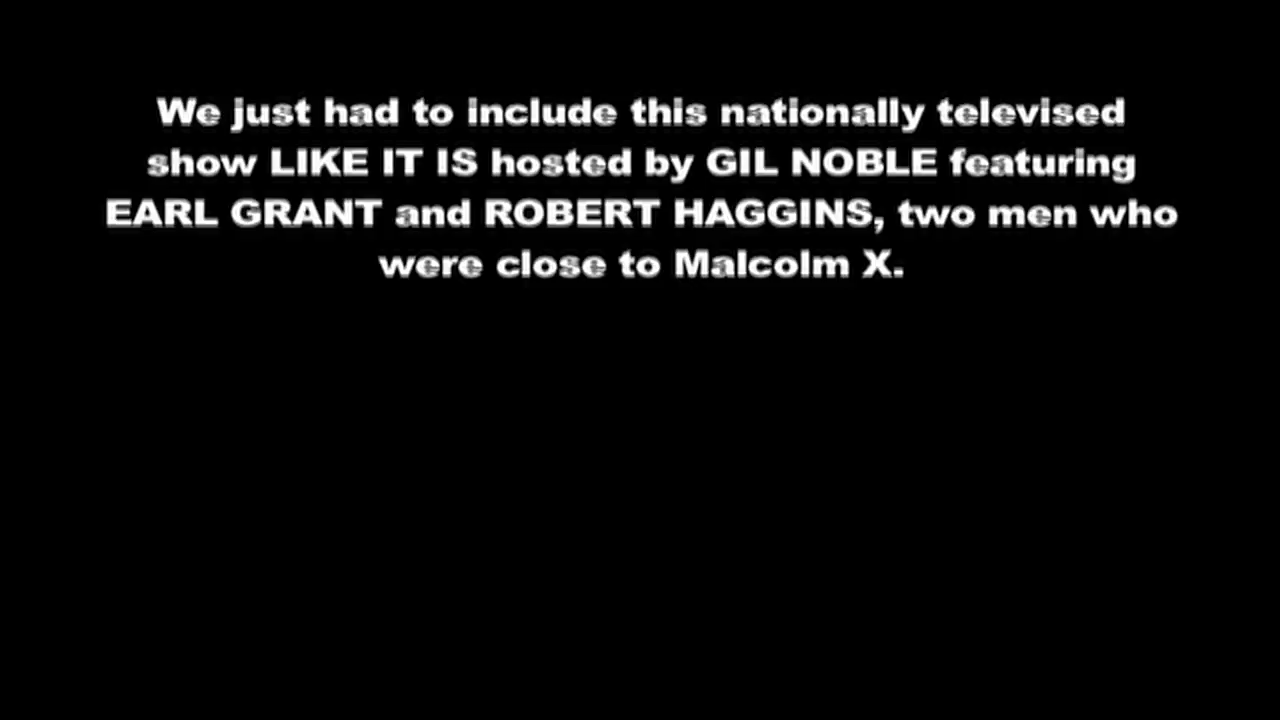 We just had to include this nationally televised
show LIKE IT IS hosted by GIL NOBLE featuring
EARL GRANT and ROBERT HAGGINS, two men who
were close to Malcolm X.